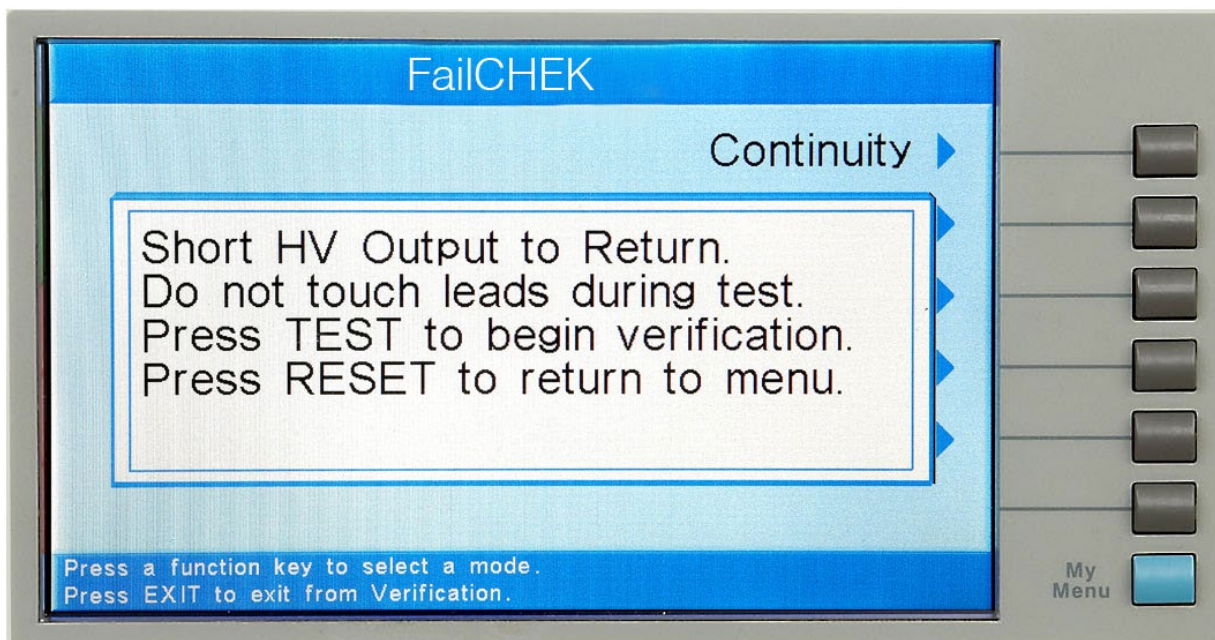 FailCHEK
Continuity
Short HV Output to Return.
Do not touch leads during test.
Press TEST to begin verification.
Press RESET to return to menu.
Press a function key to select a mode.
Press EXIT to exit from Verification.
My
Menu